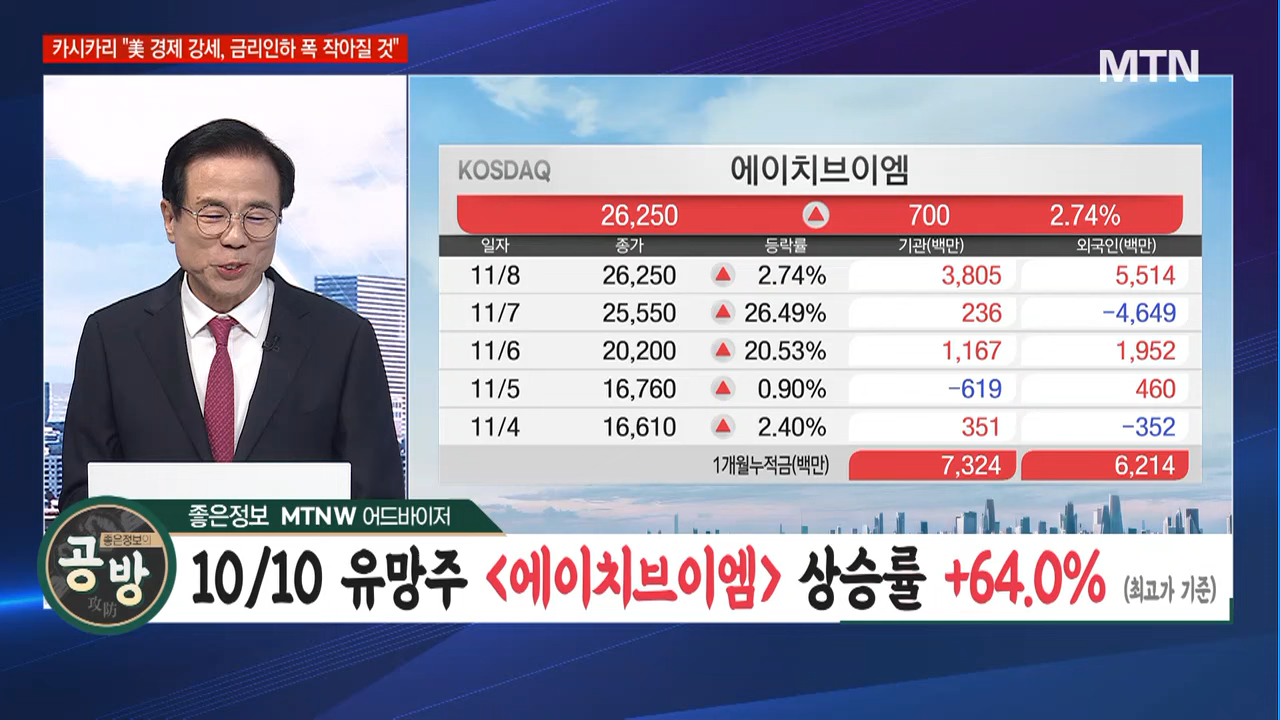 카시카리 "美 경제 강세, 금리인하 폭 작아질 것"
MTN
KOSDAQ 에이치브이엠
26,250 ▲ 700 2.74%
일자 종가 등락률 기관(백만) 외국인(백만)
11/8 26,250 ▲ 2.74% 3,805 5,514
11/7 25,550 ▲ 26.49% 236 -4,649
11/6 20,200 ▲ 20.53% 1,167 1,952
11/5 16,760 ▲ 0.90% -619 460
11/4 16,610 ▲ 2.40% 351 -352
1개월누적금(백만) 7,324 6,214
좋은정보 MTNW 어드바이저
좋은정보의
공방
攻防
10/10 유망주 <에이치브이엠> 상승률 +64.0% (최고가 기준)